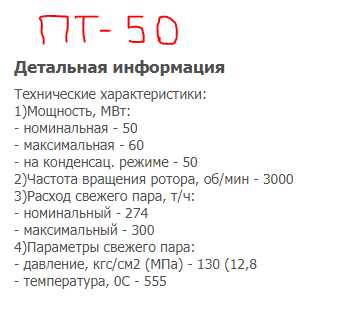 ПТ-50
Детальная информация
Технические характеристики:
1)Мощность, МВт:
- номинальная - 50
- максимальная - 60
- на конденсац. режиме - 50
2)Частота вращения ротора, об/мин - 3000
3)Расход свежего пара, т/ч:
- номинальный - 274
- максимальный - 300
4)Параметры свежего пара:
- давление, кгс/см2 (МПа) - 130 (12,8
- температура, 0С - 555